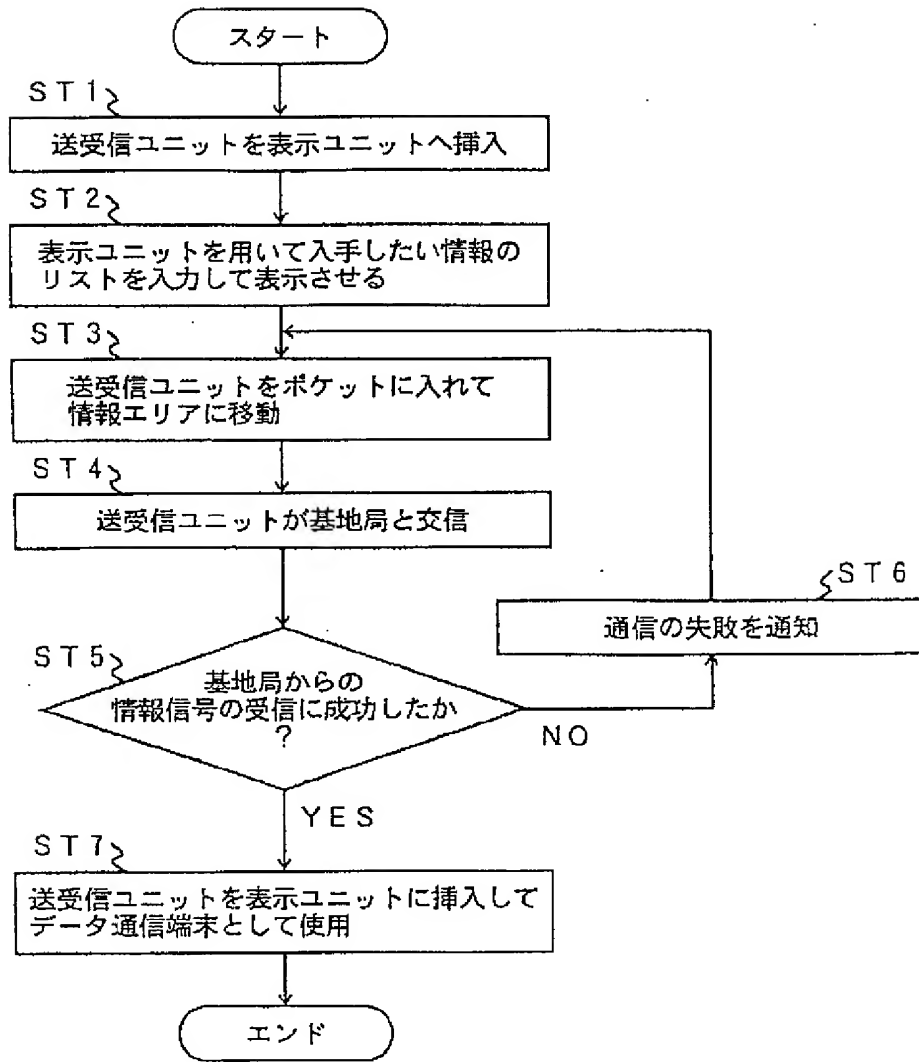 スタート
ST1
送受信ユニットを表示ユニットへ挿入
ST2
表示ユニットを用いて入手したい情報の
リストを入力して表示させる
ST3
送受信ユニットをポケットに入れて
情報エリアに移動
ST4
送受信ユニットが基地局と交信
ST6
通信の失敗を通知
ST5
基地局からの
情報信号の受信に成功したか
?
NO
YES
ST7
送受信ユニットを表示ユニットに挿入して
データ通信端末として使用
エンド